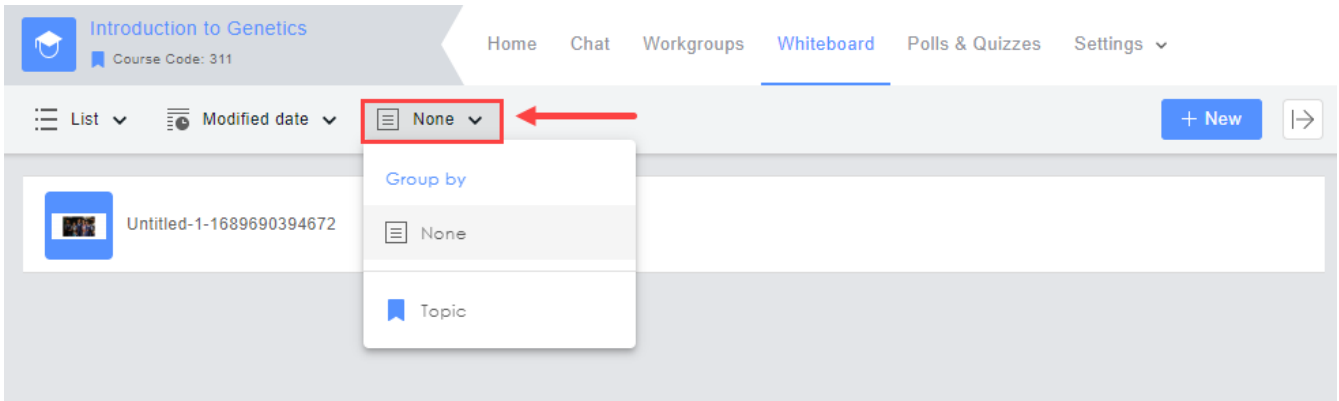 Introduction to Genetics
Course Code: 311
Home Chat Workgroups Whiteboard Polls & Quizzes Settings
List Modified date None + New
Group by
None
Topic
Untitled-1-1689690394672